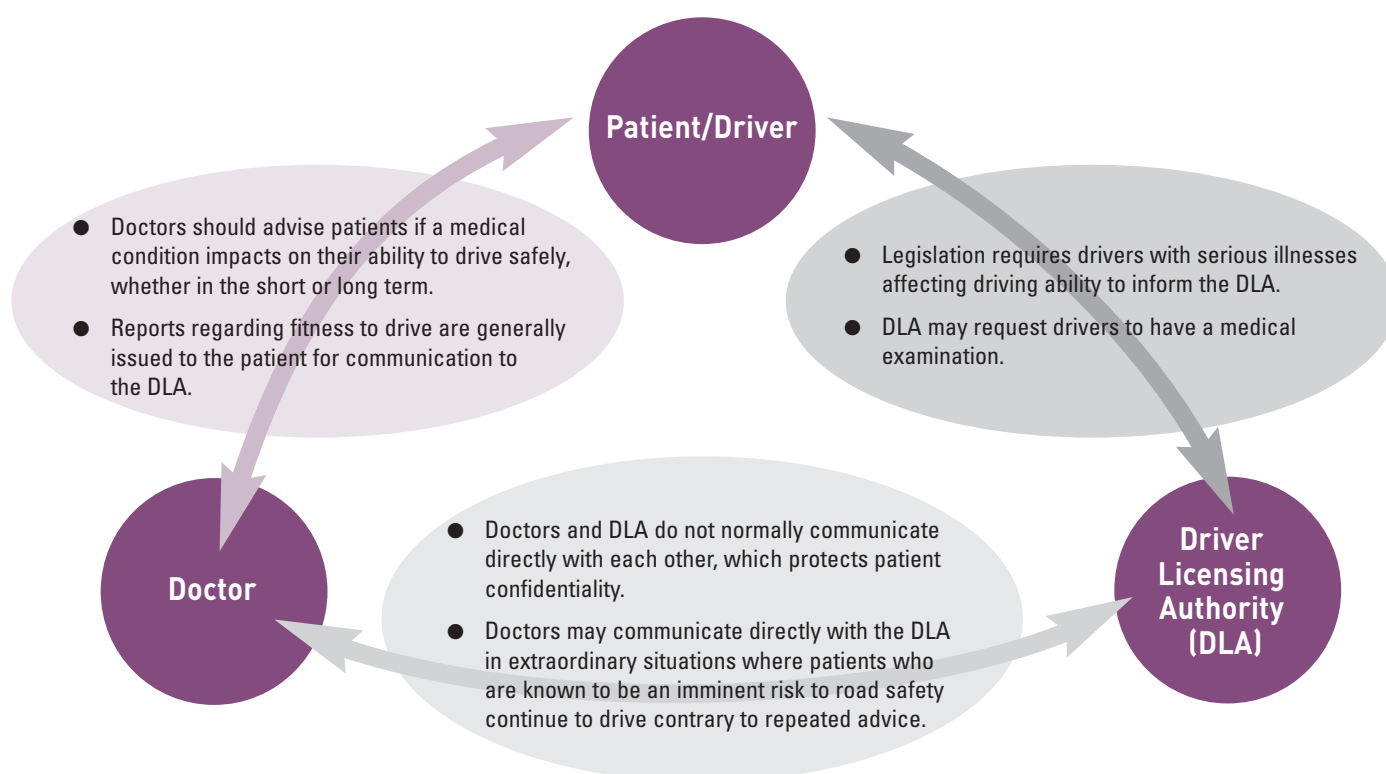 Patient/Driver
● Doctors should advise patients if a medical
condition impacts on their ability to drive safely,
whether in the short or long term.
● Reports regarding fitness to drive are generally
issued to the patient for communication to
the DLA.
● Legislation requires drivers with serious illnesses
affecting driving ability to inform the DLA.
● DLA may request drivers to have a medical
examination.
Doctor
● Doctors and DLA do not normally communicate
directly with each other, which protects patient
confidentiality.
● Doctors may communicate directly with the DLA
in extraordinary situations where patients who
are known to be an imminent risk to road safety
continue to drive contrary to repeated advice.
Driver
Licensing
Authority
(DLA)